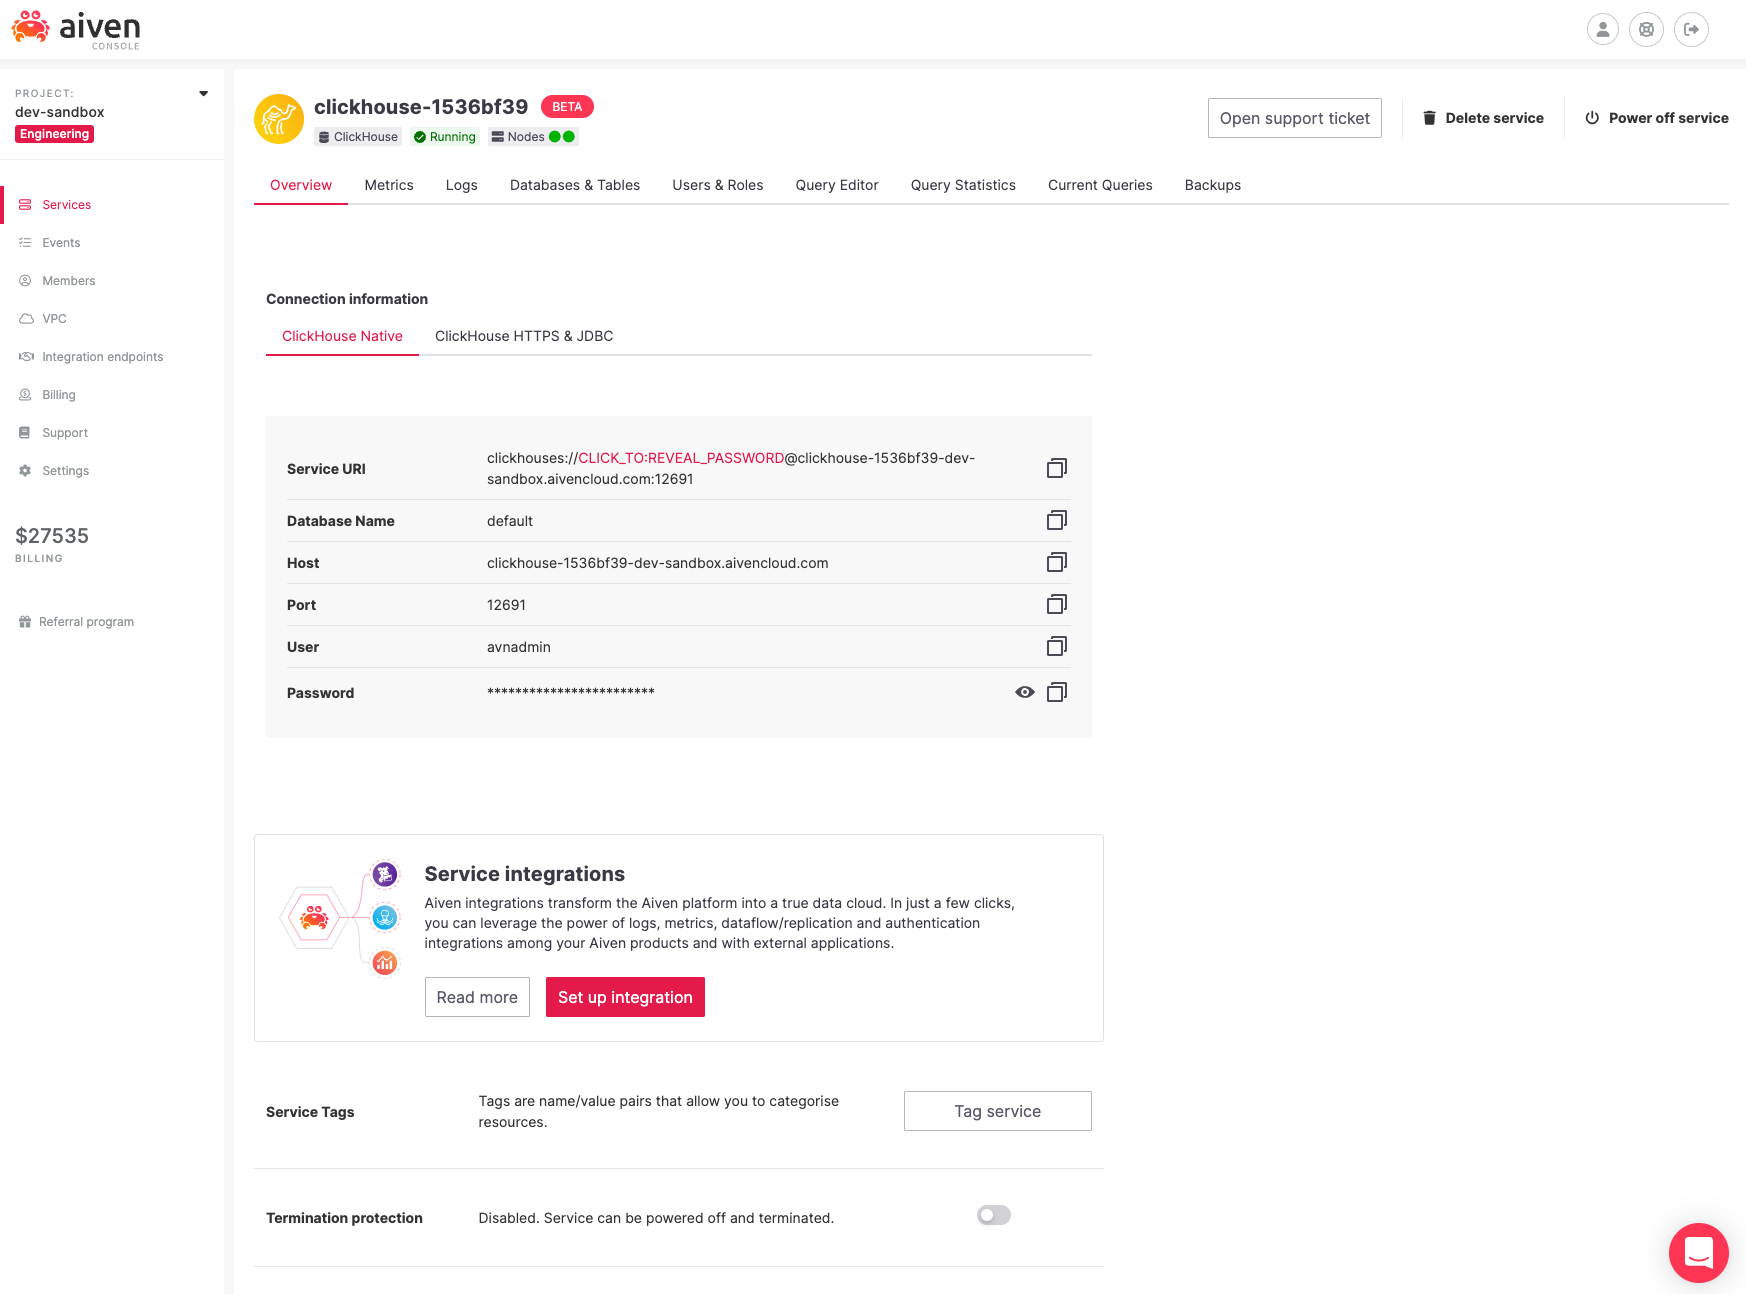 aiven
CONSOLE
PROJECT:
dev-sandbox
Engineering
Services
Events
Members
VPC
Integration endpoints
Billing
Support
Settings
$27535
BILLING
Referral program
clickhouse-1536bf39 BETA
ClickHouse Running Nodes
Open support ticket
Delete service
Power off service
Overview Metrics Logs Databases & Tables Users & Roles Query Editor Query Statistics Current Queries Backups
Connection information
ClickHouse Native ClickHouse HTTPS & JDBC
Service URI
clickhouses://CLICK_TO:REVEAL_PASSWORD@clickhouse-1536bf39-dev-
sandbox.aivencloud.com:12691
Database Name default
Host clickhouse-1536bf39-dev-sandbox.aivencloud.com
Port 12691
User avnadmin
Password ************************
Service integrations
Aiven integrations transform the Aiven platform into a true data cloud. In just a few clicks,
you can leverage the power of logs, metrics, dataflow/replication and authentication
integrations among your Aiven products and with external applications.
Read more Set up integration
Service Tags
Tags are name/value pairs that allow you to categorise
resources.
Tag service
Termination protection Disabled. Service can be powered off and terminated.